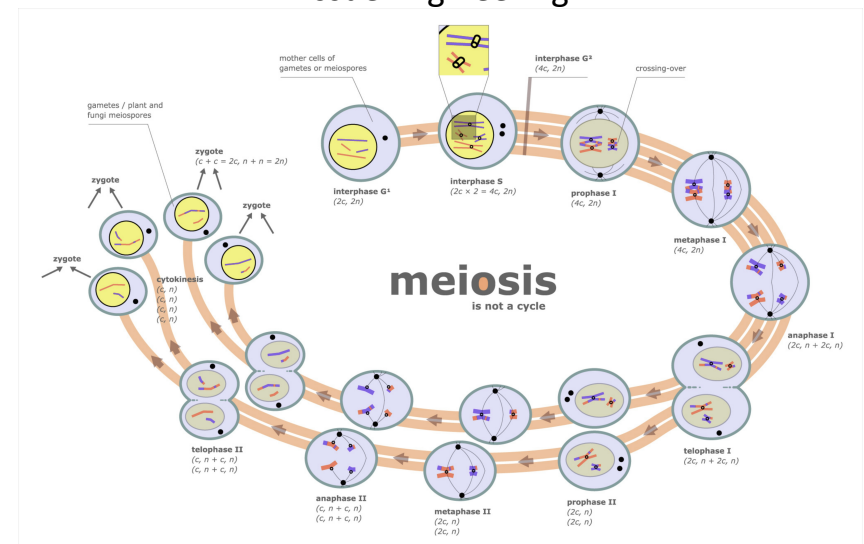 mother cells of
gametes or meiospores
interphase G²
(4c, 2n)
crossing-over
gametes / plant and
fungi meiospores
zygote
(c + c = 2c, n + n = 2n)
zygote
zygote
zygote
interphase G¹
(2c, 2n)
interphase S
(2c × 2 = 4c, 2n)
prophase I
(4c, 2n)
metaphase I
(4c, 2n)
anaphase I
(2c, n + 2c, n)
meiosis
is not a cycle
cytokinesis
(c, n)
(c, n)
(c, n)
(c, n)
telophase I
(2c, n + 2c, n)
telophase II
(c, n + c, n)
(c, n + c, n)
anaphase II
(c, n + c, n)
(c, n + c, n)
metaphase II
(2c, n)
(2c, n)
prophase II
(2c, n)
(2c, n)